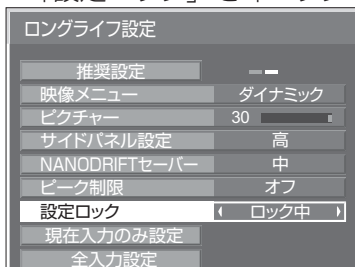 ロングライフ設定
推奨設定
映像メニュー ダイナミック
ピクチャー 30
サイドパネル設定 高
NANODRIFTセーバー 中
ピーク制限 オフ
設定ロック ロック中
現在入力のみ設定
全入力設定